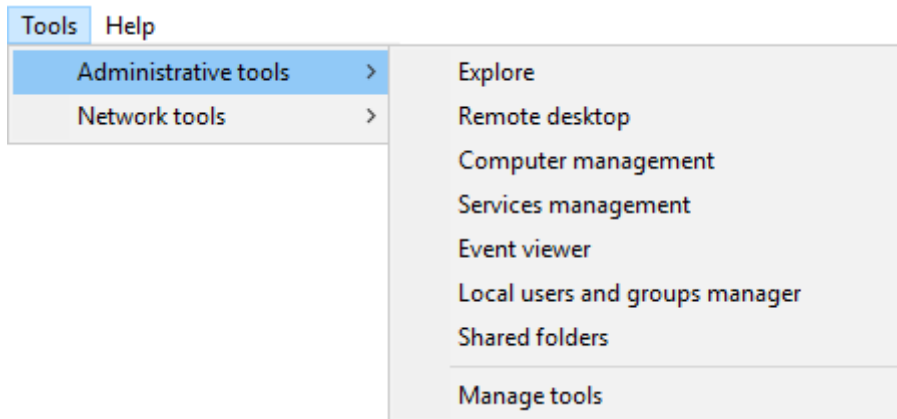 Tools Help
Administrative tools
Network tools
Explore
Remote desktop
Computer management
Services management
Event viewer
Local users and groups manager
Shared folders
Manage tools